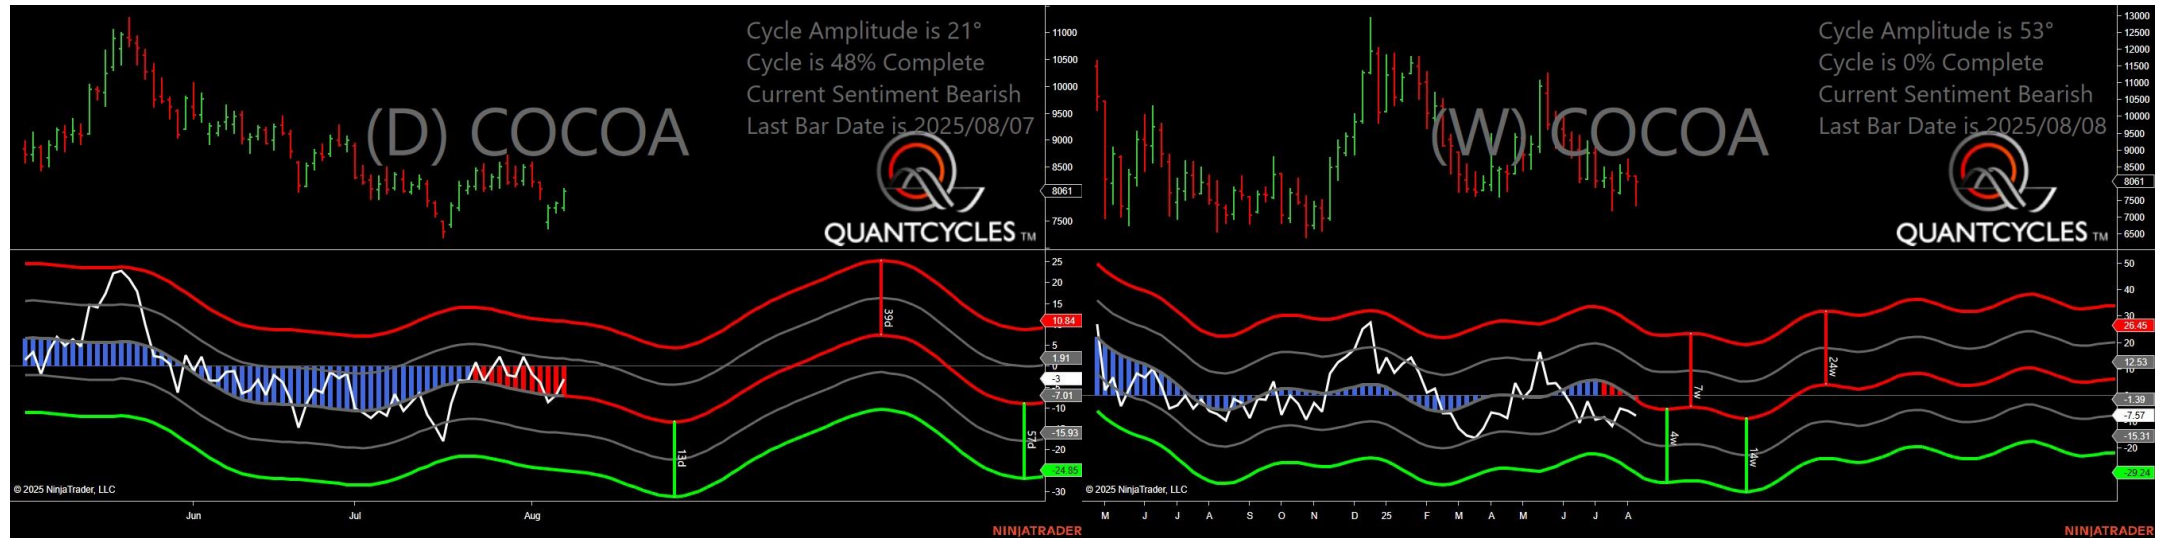 Cycle Amplitude is 21°
Cycle is 48% Complete
Current Sentiment Bearish
Last Bar Date is 2025/08/07
(D) COCOA
QUANTCYCLES TM
11000
10500
10000
9500
9000
8500
8061
7500
25
20
15
10.84
5
1.91
0
-3
-5
-7.01
-10
-15.93
-20
-24.85
-30
39d
13d
57d
© 2025 NinjaTrader, LLC
Jun Jul Aug
NINJATRADER
Cycle Amplitude is 53°
Cycle is 0% Complete
Current Sentiment Bearish
Last Bar Date is 2025/08/08
(W) COCOA
QUANTCYCLES TM
13000
12500
12000
11500
11000
10500
10000
9500
9000
8500
8061
7500
7000
6500
50
40
30
26.45
20
12.53
10
-1.39
-7.57
-10
-15.31
-20
-29.24
7w
24w
4w
14w
© 2025 NinjaTrader, LLC
M J J A S O N D 25 F M A M J J A
NINJATRADER